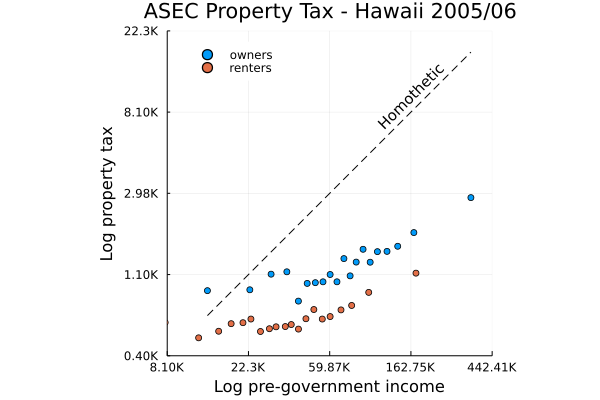 ASEC Property Tax - Hawaii 2005/06
22.3K
owners
renters
Homothetic
8.10K
2.98K
1.10K
0.40K
Log property tax
8.10K 22.3K 59.87K 162.75K 442.41K
Log pre-government income